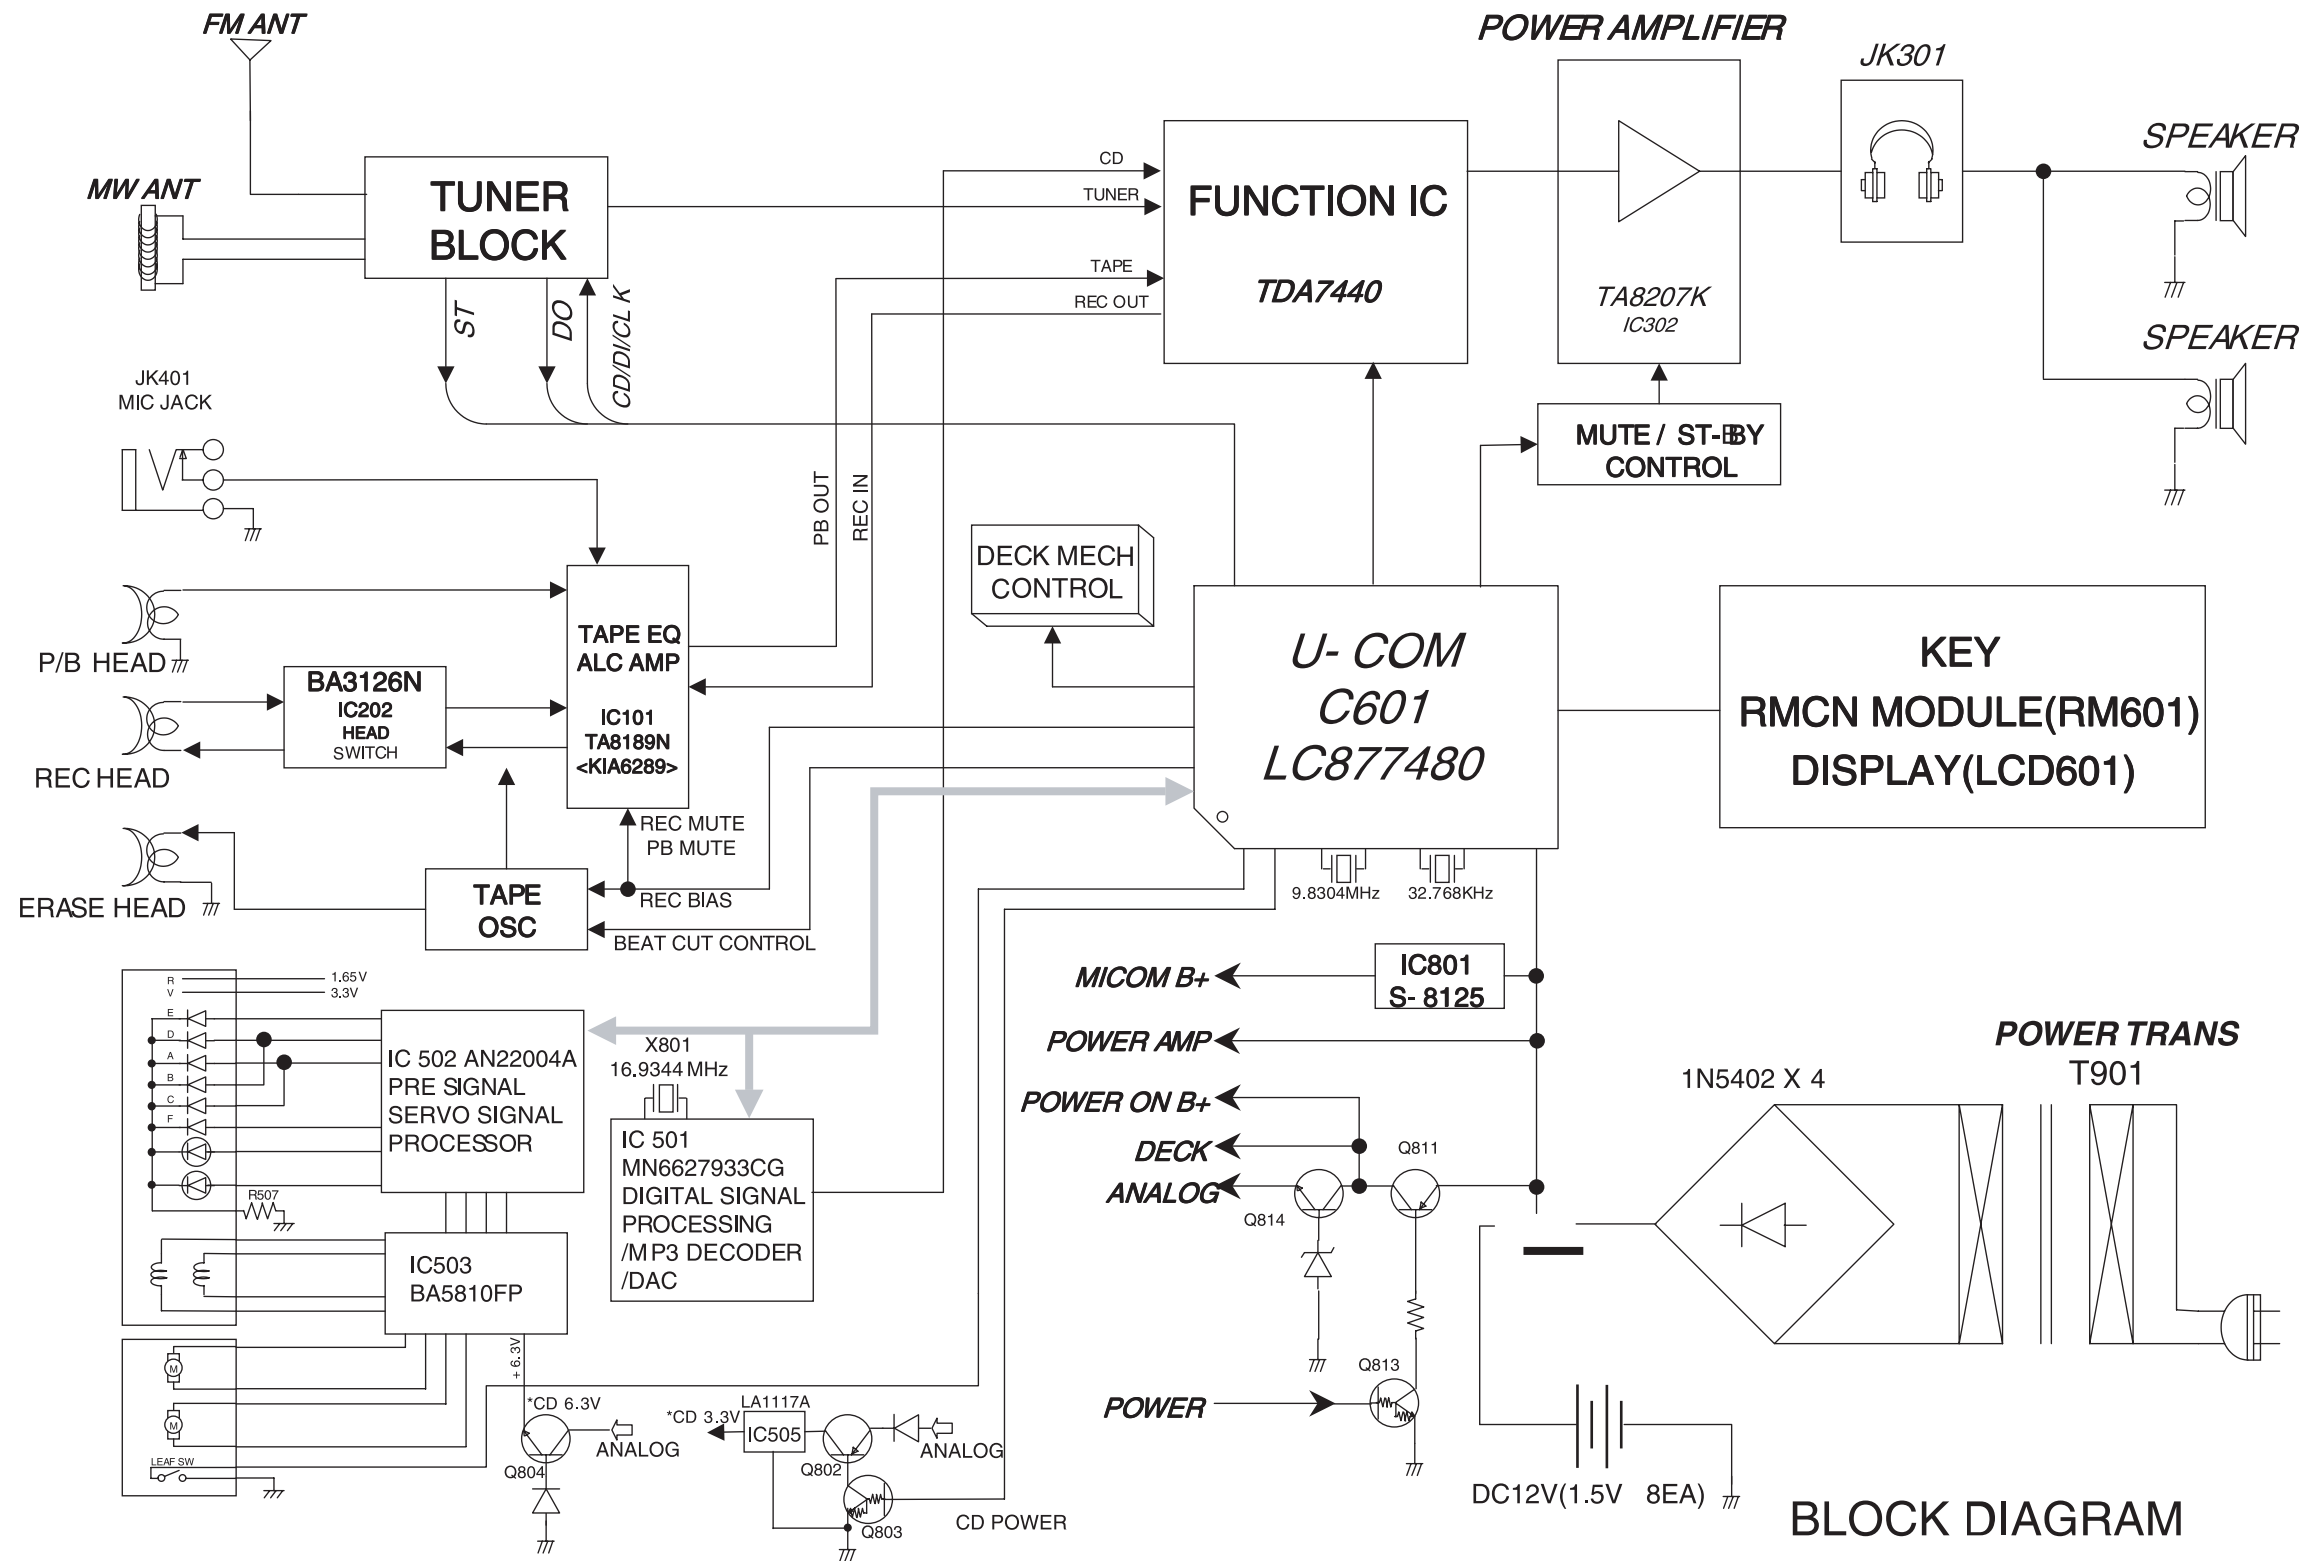 FM ANT
POWER AMPLIFIER
JK301
SPEAKER
MW ANT
TUNER
BLOCK
CD
TUNER
TAPE
REC OUT
FUNCTION IC
TDA7440
TA8207K
IC302
SPEAKER
ST
DO
CD/DI/CL K
JK401
MIC JACK
MUTE / ST-BY
CONTROL
PB OUT
REC IN
DECK MECH
CONTROL
P/B HEAD
TAPE EQ
ALC AMP
IC101
TA8189N
<KIA6289>
BA3126N
IC202
HEAD
SWITCH
REC HEAD
U- COM
C601
LC877480
KEY
RMCN MODULE(RM601)
DISPLAY(LCD601)
REC MUTE
PB MUTE
ERASE HEAD
TAPE
OSC
REC BIAS
BEAT CUT CONTROL
9.8304MHz
32.768KHz
MICOM B+
IC801
S- 8125
POWER AMP
POWER ON B+
DECK
ANALOG
Q811
Q814
Q813
POWER
1N5402 X 4
POWER TRANS
T901
DC12V(1.5V 8EA)
R
V
1.65V
3.3V
E
D
A
B
C
F
R507
IC 502 AN22004A
PRE SIGNAL
SERVO SIGNAL
PROCESSOR
X801
16.9344 MHz
IC 501
MN6627933CG
DIGITAL SIGNAL
PROCESSING
/MP3 DECODER
/DAC
IC503
BA5810FP
M
M
LEAF SW
+ 6.3V
*CD 6.3V
ANALOG
Q804
*CD 3.3V
LA1117A
IC505
Q802
ANALOG
Q803
CD POWER
BLOCK DIAGRAM